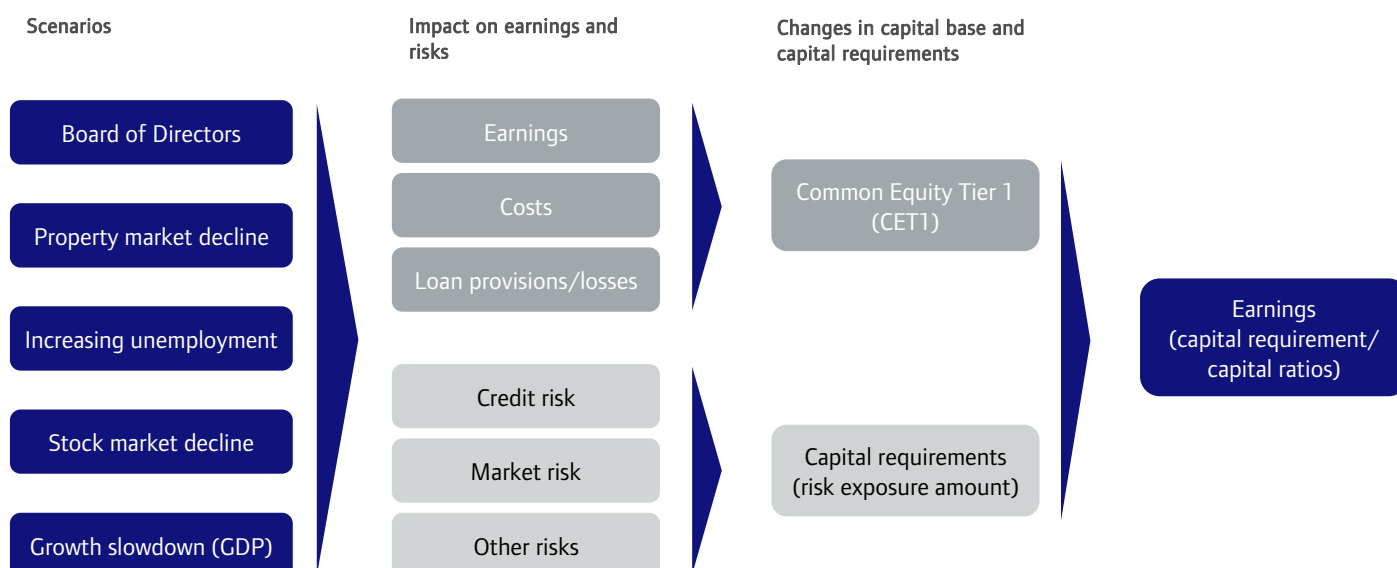 Scenarios
Impact on earnings and
risks
Changes in capital base and
capital requirements
Board of Directors
Property market decline
Increasing unemployment
Stock market decline
Growth slowdown (GDP)
Earnings
Costs
Loan provisions/losses
Credit risk
Market risk
Other risks
Common Equity Tier 1
(CET1)
Capital requirements
(risk exposure amount)
Earnings
(capital requirement/
capital ratios)